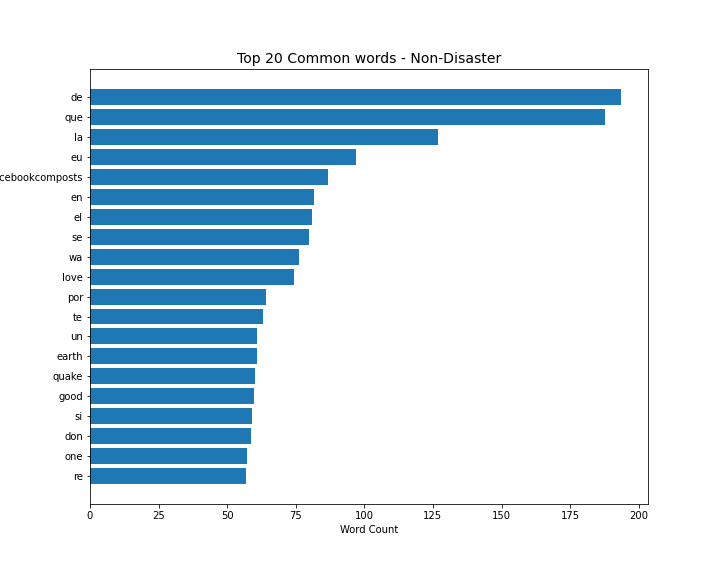 Top 20 Common words - Non-Disaster
de
que
la
eu
cebookcomposts
en
el
se
wa
love
por
te
un
earth
quake
good
si
don
one
re
0 25 50 75 100 125 150 175 200
Word Count